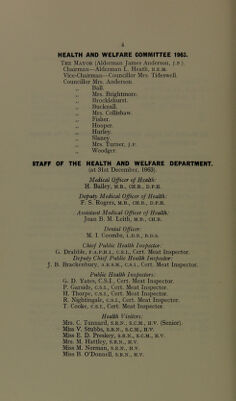 4
HEALTH AND WELFARE COMMITTEE 1963.
THE MAYOR (Alderman James Anderson, J.P.).
Chairman—Alderman L. Heath, B.E.M.
Vice-Chairman—Councillor Mrs. Tideswell.
Councillor Mrs. Anderson.
„ Ball.
„ Mrs. Brightmore.
„ Brocklehurst.
„ Bucknall.
„ Mrs. Collishaw.
„ Fisher.
„ Hooper.
„ Hurley.
„ Slaney.
„ Mrs. Turner, J.P.
„ Woodger.
STAFF OF THE HEALTH AND WELFARE DEPARTMENT.
(at 31st December, 1963).
Medical Officer of Health:
H. Bailey, M.B., CH.B., D.P.H.
Deputy Medical Officer of Health:
F. S. Rogers, M.B., CH.B., D.P.H.
Assistant Medical Officer of Health:
Joan B. M. Leith, M.B., CH.B.
Dental Officer:
M. I. Coombs, L.D.S., B.D.S.
Chief Public Health Inspector:
G. Drabble, F.A.P.H.I., C.S.I., Cert. Meat Inspector.
Deputy Chief Public Health Inspector:
J. B. Brackenbury, A.R.S.H., C.S.I., Cert. Meat Inspector.
Public Health Inspectors:
G. D. Yates, C.S.I., Cert. Meat Inspector.
P. Garside, C.S.I., Cert. Meat Inspector.
H. Thorpe, C.S.I., Cert. Meat Inspector.
R. Nightingale, C.S.I., Cert. Meat Inspector.
T. Cooke, C.S.I., Cert. Meat Inspector.
Health Visitors:
Mrs. C. Tunnard, S.R.N., S.C.M., H.V. (Senior).
Miss V. Stubbs, S.R.N., S.C.M., H.V.
Miss E. D. Preskey, S.R.N., S.C.M., H.V.
Mrs. M. Hattley, S.R.N., H.V.
Miss M. Norman, S.R.N., H.V.
Miss B. O'Donnell, S.R.N., H.V.